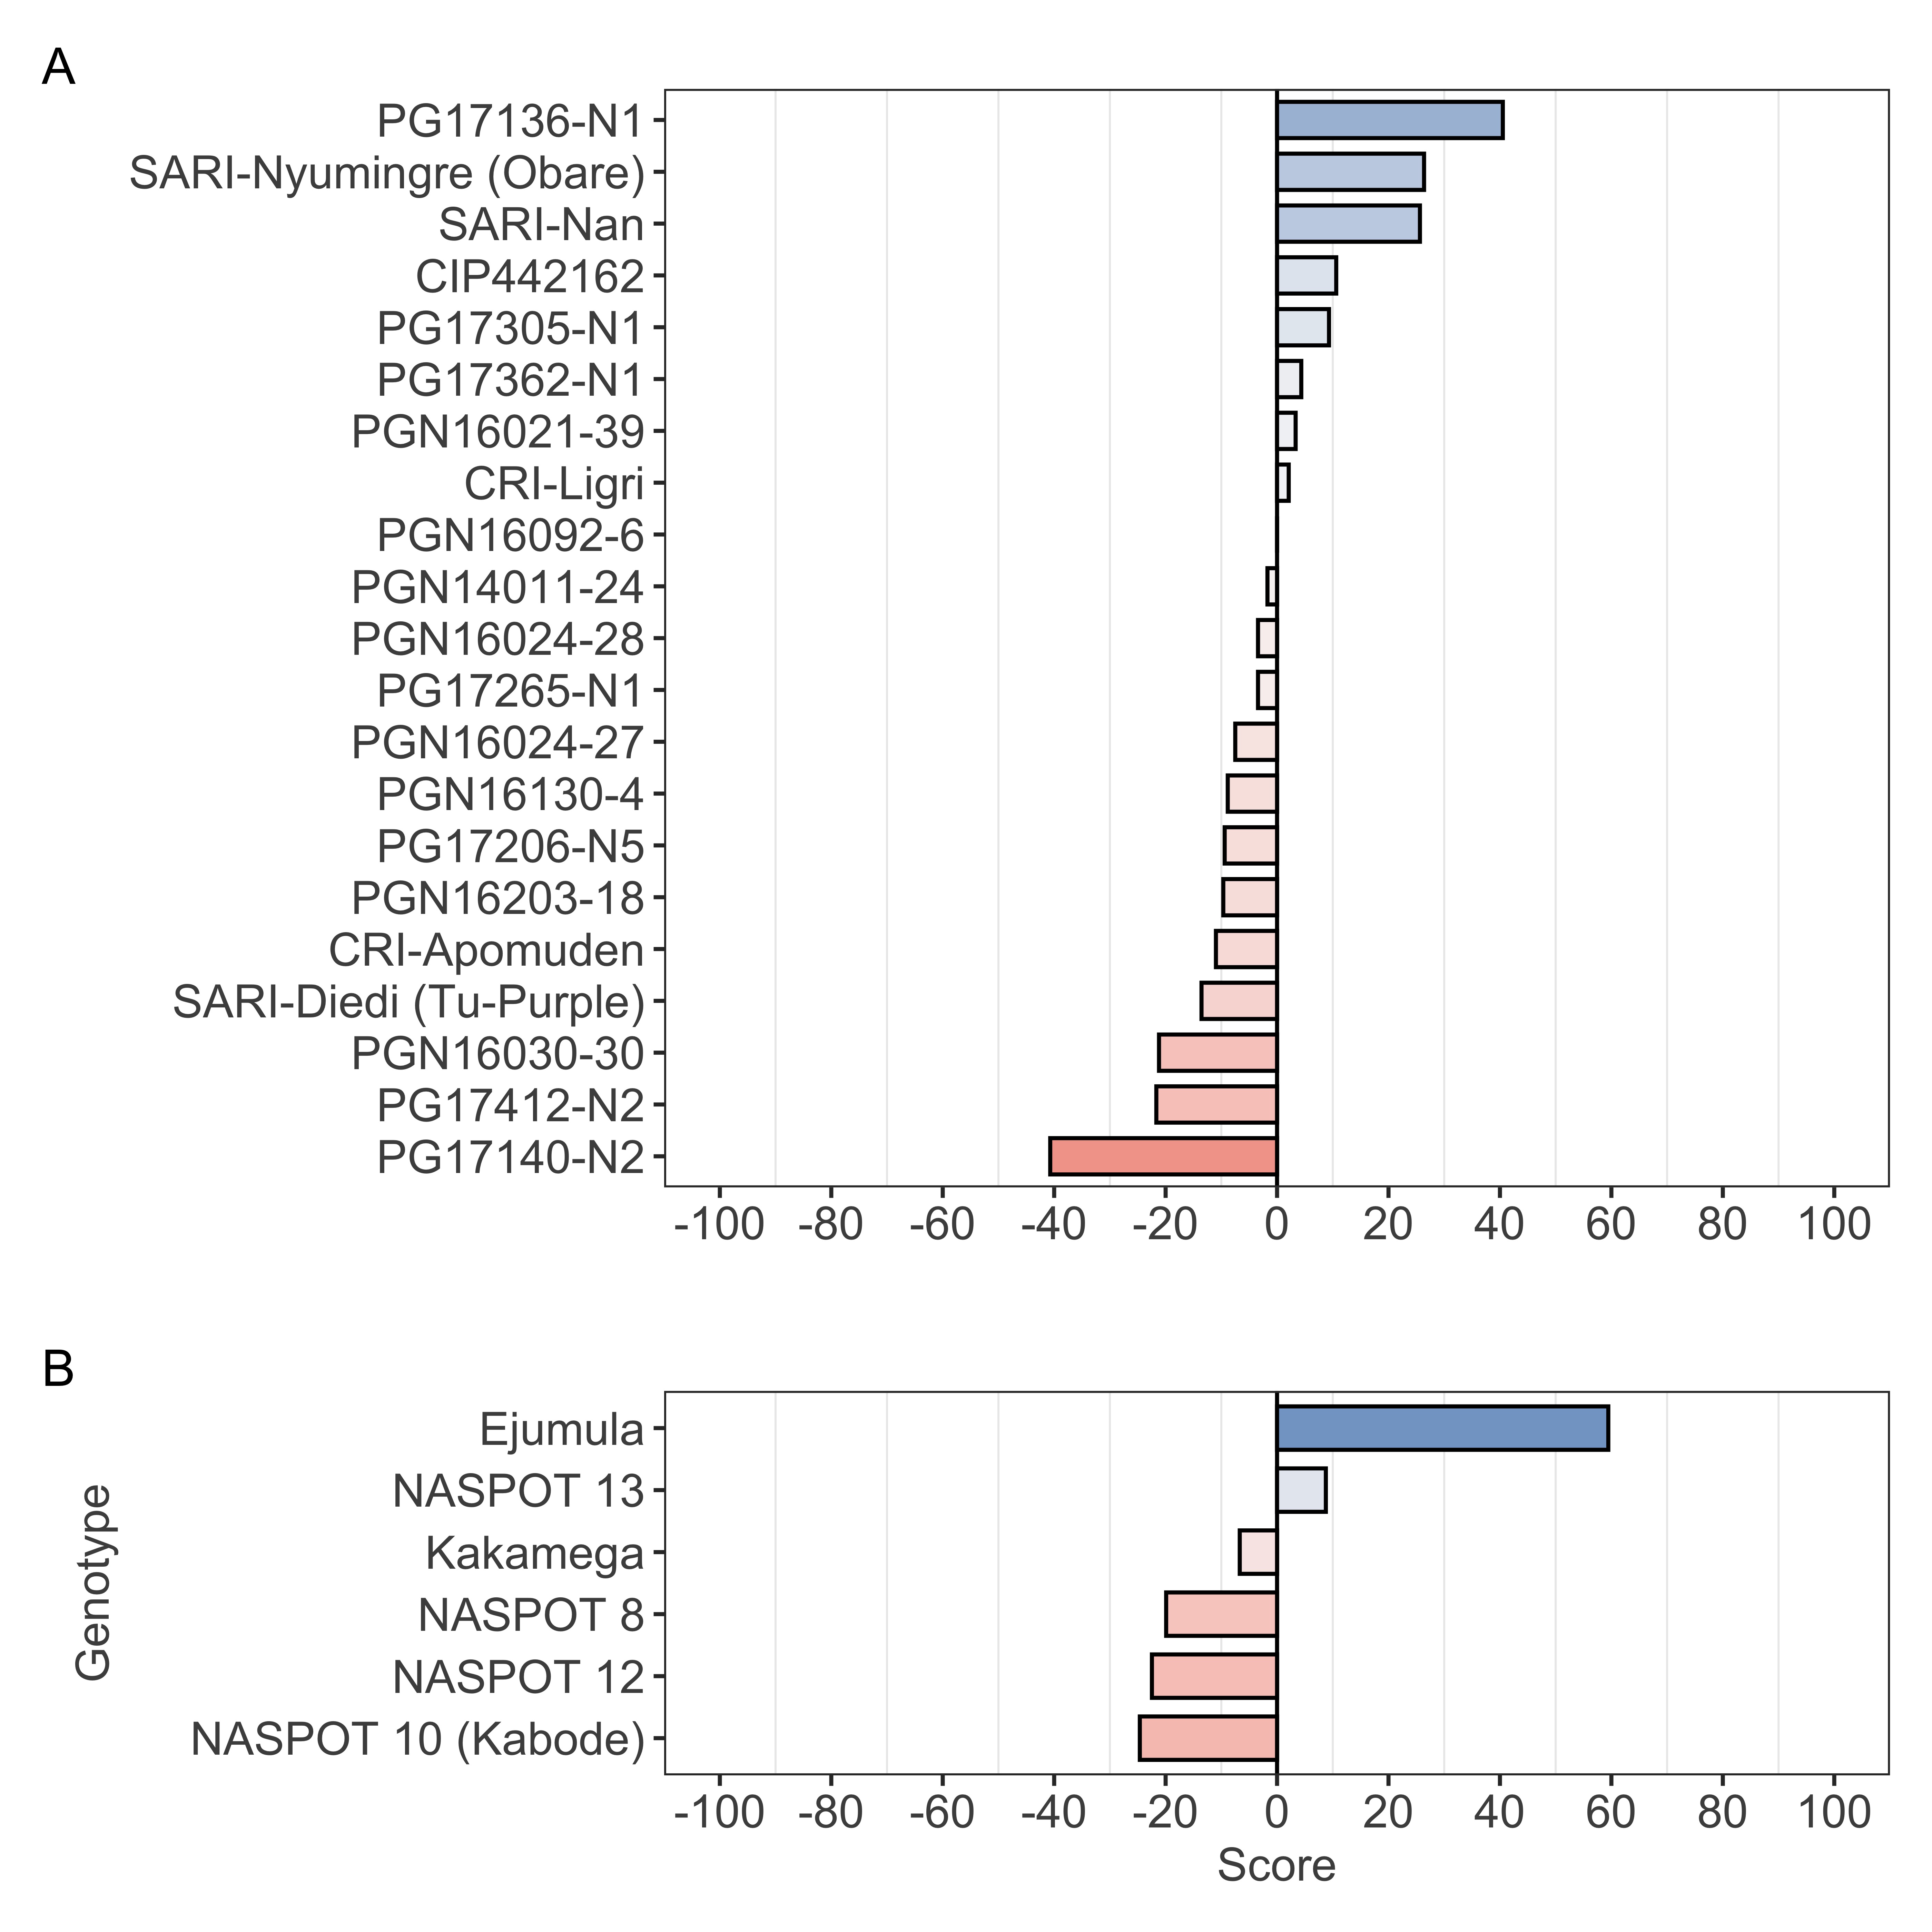 A
PG17136-N1
SARI-Nyumingre (Obare)
SARI-Nan
CIP442162
PG17305-N1
PG17362-N1
PGN16021-39
CRI-Ligri
PGN16092-6
PGN14011-24
PGN16024-28
PG17265-N1
PGN16024-27
PGN16130-4
PG17206-N5
PGN16203-18
CRI-Apomuden
SARI-Diedi (Tu-Purple)
PGN16030-30
PG17412-N2
PG17140-N2
-100 -80 -60 -40 -20 0 20 40 60 80 100
B
Genotype
Ejumula
NASPOT 13
Kakamega
NASPOT 8
NASPOT 12
NASPOT 10 (Kabode)
-100 -80 -60 -40 -20 0 20 40 60 80 100
Score